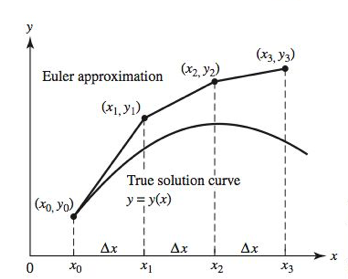 y
(x₃, y₃)
(x₂, y₂)
Euler approximation
(x₁, y₁)
True solution curve
y = y(x)
(x₀, y₀)
Δx Δx Δx
x
0 x₀ x₁ x₂ x₃